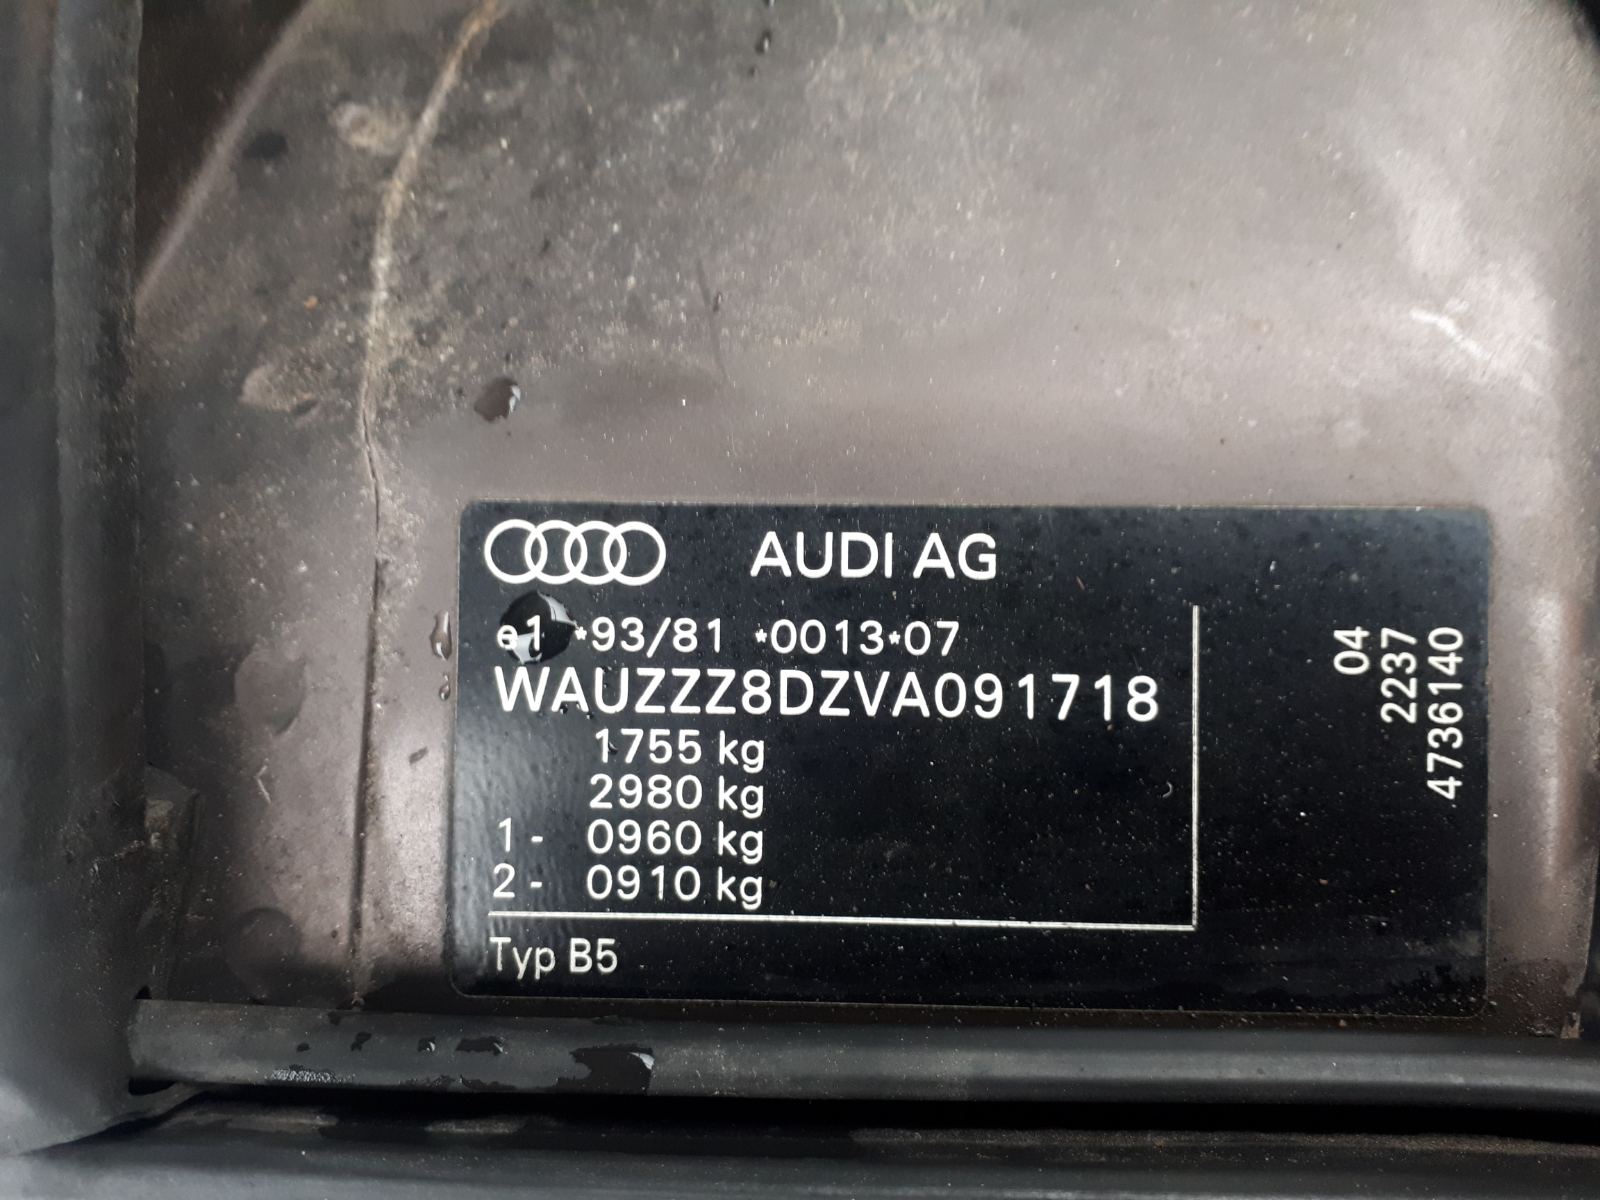 AUDI AG
e1 *93/81 *0013*07
WAUZZZ8DZVA091718
1755 kg
2980 kg
1- 0960 kg
2- 0910 kg
Typ B5
04
2237
4736140